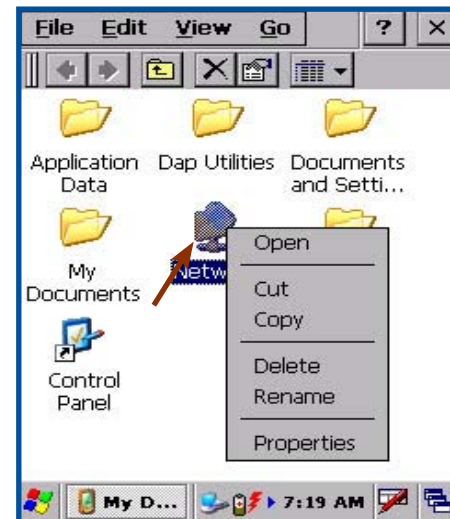 File Edit View Go ? ×
Application Data
Dap Utilities
Documents and Setti...
My Documents
Netw
Open
Cut
Copy
Delete
Rename
Properties
Control Panel
My D...
7:19 AM